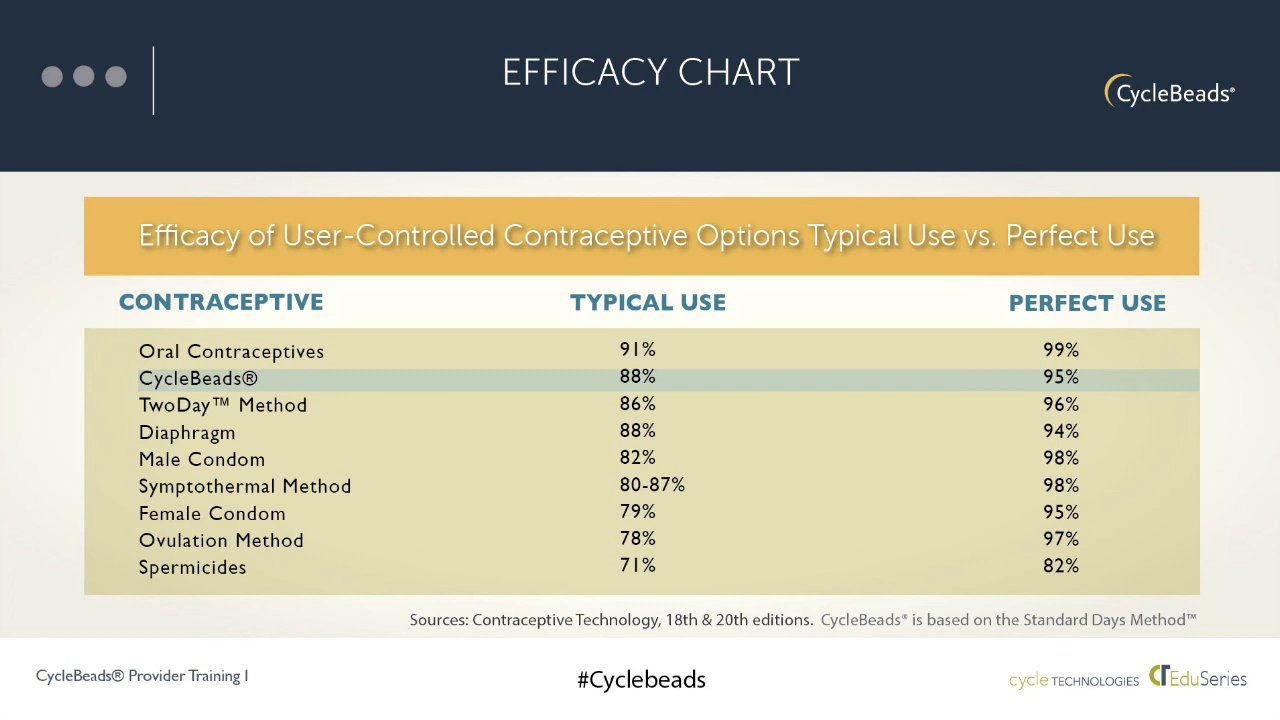 EFFICACY CHART
CycleBeads®
Efficacy of User-Controlled Contraceptive Options Typical Use vs. Perfect Use
CONTRACEPTIVE TYPICAL USE PERFECT USE
Oral Contraceptives 91% 99%
CycleBeads® 88% 95%
TwoDay™ Method 86% 96%
Diaphragm 88% 94%
Male Condom 82% 98%
Symptothermal Method 80-87% 98%
Female Condom 79% 95%
Ovulation Method 78% 97%
Spermicides 71% 82%
Sources: Contraceptive Technology, 18th & 20th editions. CycleBeads® is based on the Standard Days Method™
CycleBeads® Provider Training I #Cyclebeads cycle TECHNOLOGIES CT EduSeries